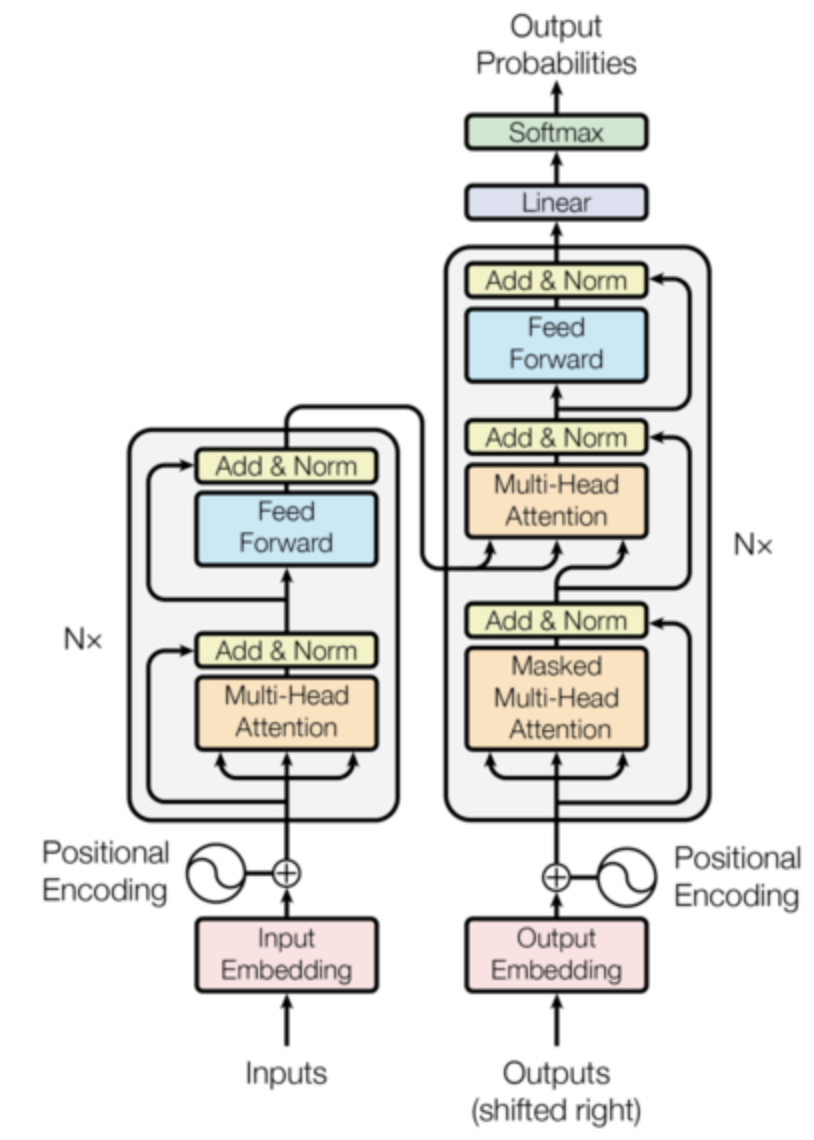 Output
Probabilities
Softmax
Linear
Add & Norm
Feed
Forward
Add & Norm
Multi-Head
Attention
Add & Norm
Masked
Multi-Head
Attention
Nx
Add & Norm
Feed
Forward
Add & Norm
Multi-Head
Attention
Nx
Positional
Encoding
Positional
Encoding
Input
Embedding
Output
Embedding
Inputs
Outputs
(shifted right)